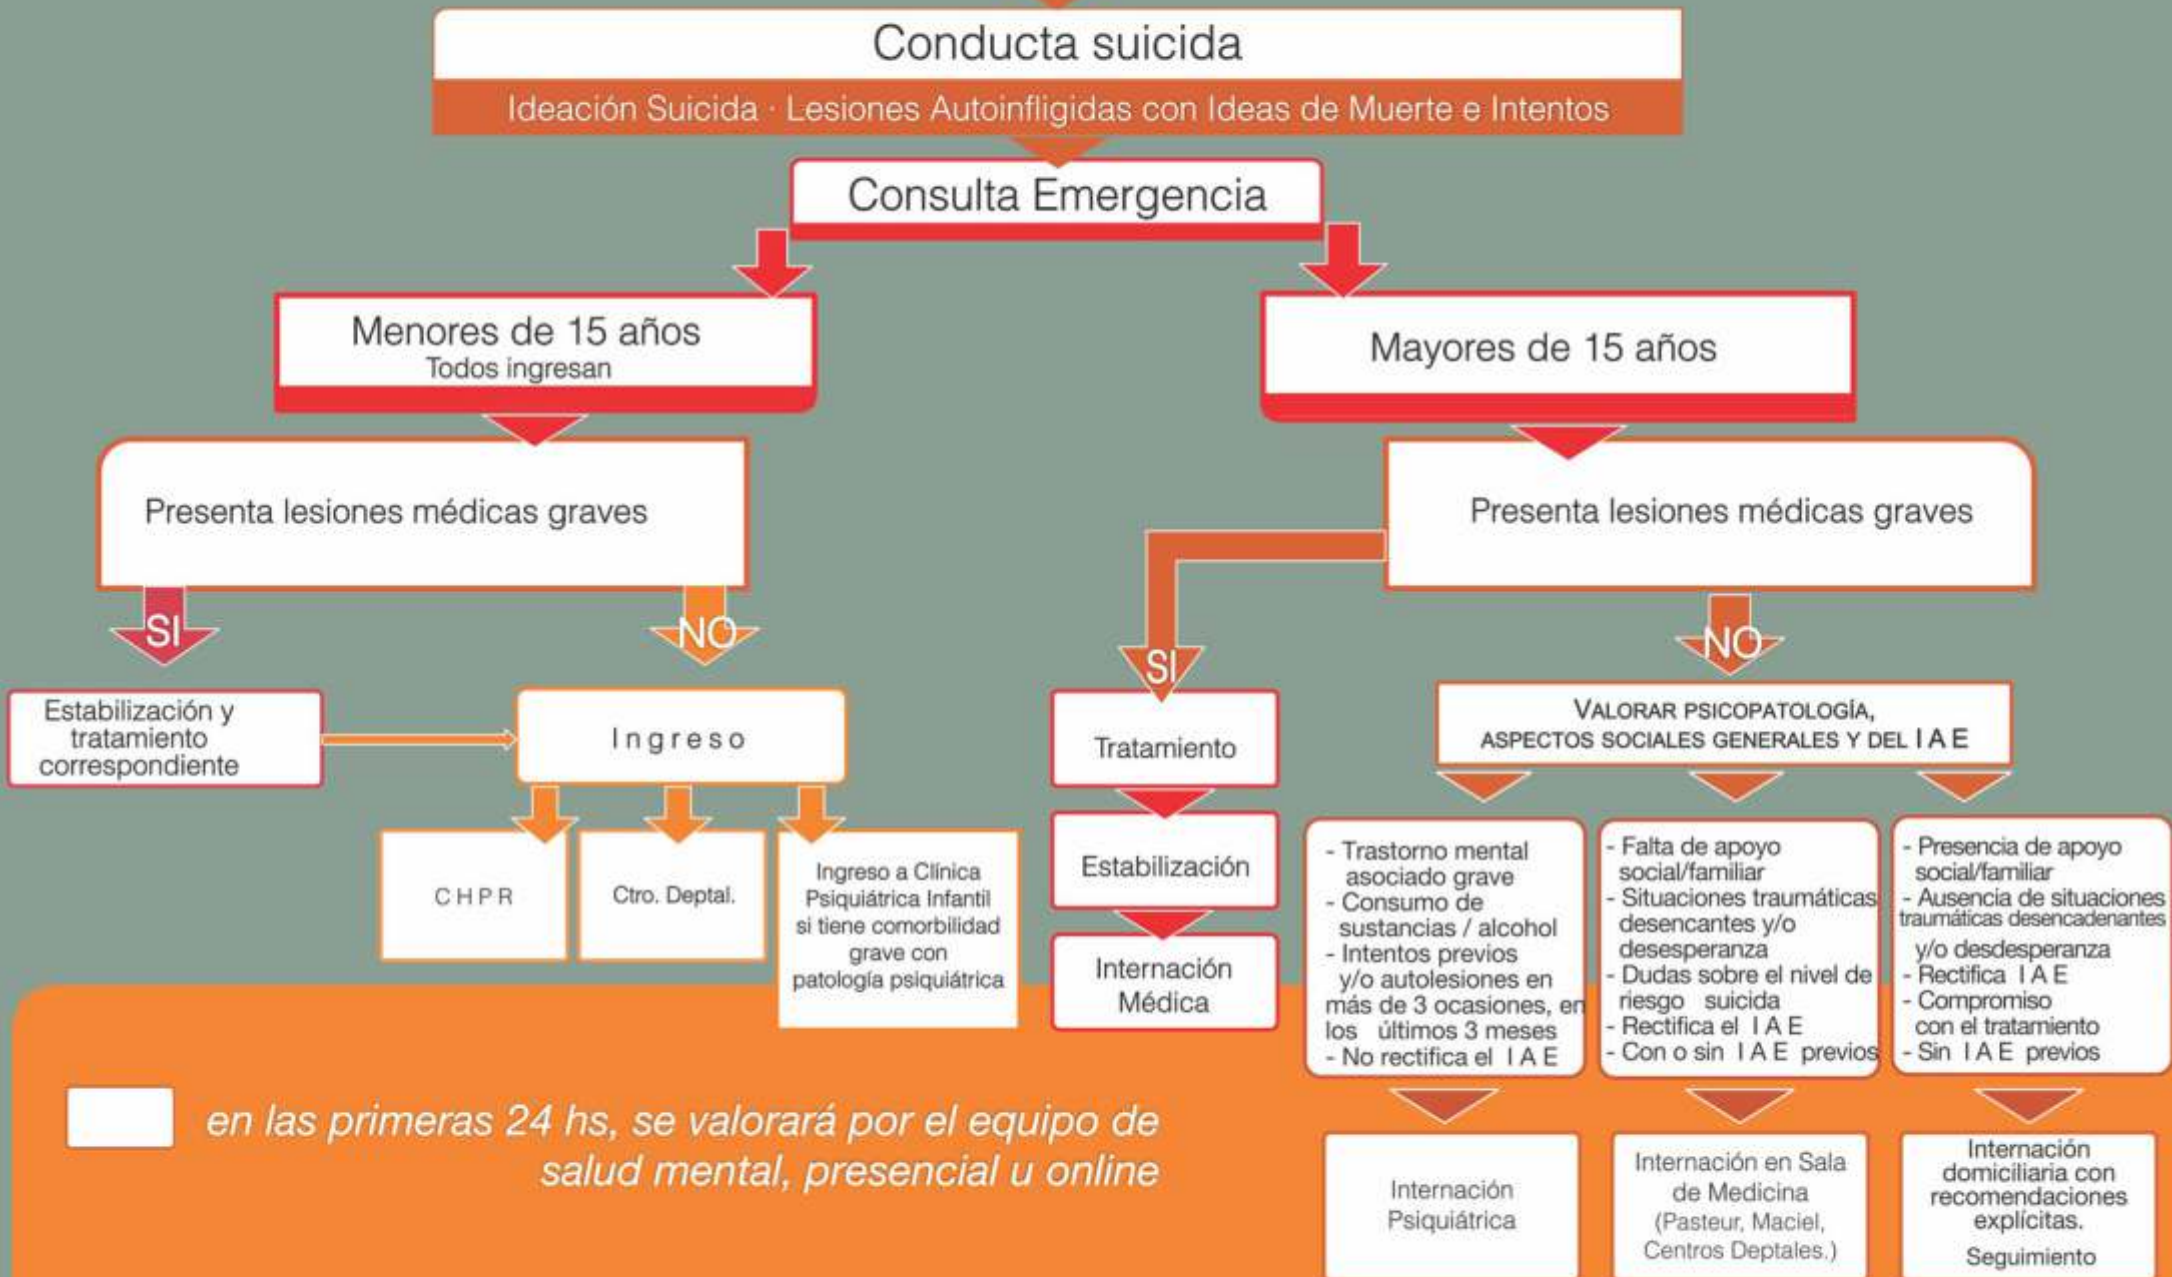 Conducta suicida
Ideación Suicida · Lesiones Autoinfligidas con Ideas de Muerte e Intentos
Consulta Emergencia
Menores de 15 años
Todos ingresan
Mayores de 15 años
Presenta lesiones médicas graves
Presenta lesiones médicas graves
SI
NO
SI
NO
Estabilización y
tratamiento
correspondiente
Ingreso
CHPR
Ctro. Deptal.
Ingreso a Clínica
Psiquiátrica Infantil
si tiene comorbilidad
grave con
patología psiquiátrica
Tratamiento
Estabilización
Internación
Médica
VALORAR PSICOPATOLOGÍA,
ASPECTOS SOCIALES GENERALES Y DEL I A E
- Trastorno mental
asociado grave
- Consumo de
sustancias / alcohol
- Intentos previos
y/o autolesiones en
más de 3 ocasiones, en
los últimos 3 meses
- No rectifica el I A E
- Falta de apoyo
social/familiar
- Situaciones traumáticas
desencantes y/o
desesperanza
- Dudas sobre el nivel de
riesgo suicida
- Rectifica el I A E
- Con o sin I A E previos
- Presencia de apoyo
social/familiar
- Ausencia de situaciones
traumáticas desencadenantes
y/o desdesperanza
- Rectifica I A E
- Compromiso
con el tratamiento
- Sin I A E previos
Internación
Psiquiátrica
Internación en Sala
de Medicina
(Pasteur, Maciel,
Centros Deptales.)
Internación
domiciliaria con
recomendaciones
explícitas.
Seguimiento
en las primeras 24 hs, se valorará por el equipo de
salud mental, presencial u online